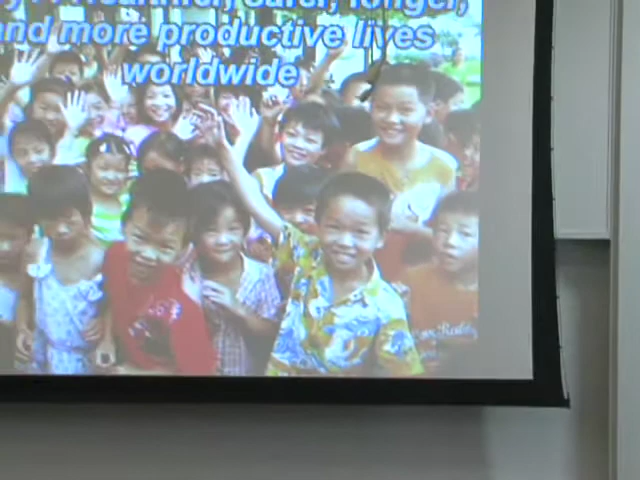 safer, longer,
and more productive lives
worldwide